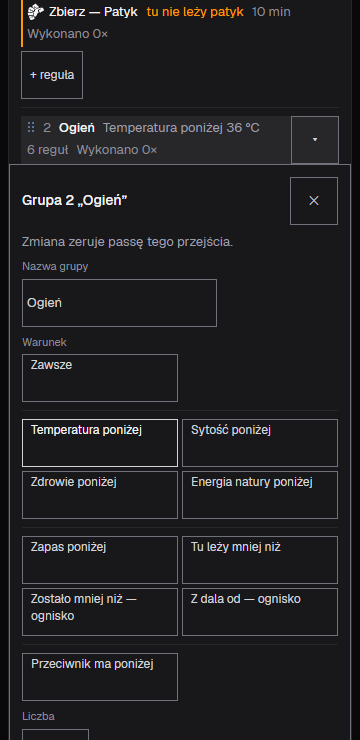 Zbierz — Patyk tu nie leży patyk 10 min
Wykonano 0×
+ reguła
2 Ogień Temperatura poniżej 36 °C
6 reguł Wykonano 0×
Grupa 2 „Ogień”
×
Zmiana zeruje passę tego przejścia.
Nazwa grupy
Ogień
Warunek
Zawsze
Temperatura poniżej Sytość poniżej
Zdrowie poniżej Energia natury poniżej
Zapas poniżej Tu leży mniej niż
Zostało mniej niż — ognisko Z dala od — ognisko
Przeciwnik ma poniżej
Liczba